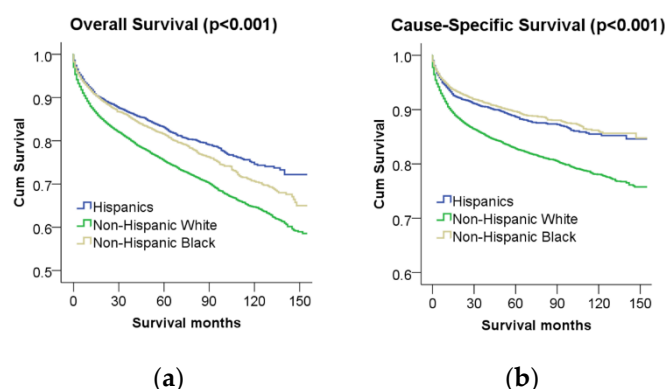 Overall Survival (p<0.001)
Cum Survival
1.0
0.9
0.8
0.7
0.6
0.5
Hispanics
Non-Hispanic White
Non-Hispanic Black
0 30 60 90 120 150
Survival months
(a)
Cause-Specific Survival (p<0.001)
Cum Survival
1.0
0.9
0.8
0.7
0.6
Hispanics
Non-Hispanic White
Non-Hispanic Black
0 30 60 90 120 150
Survival months
(b)